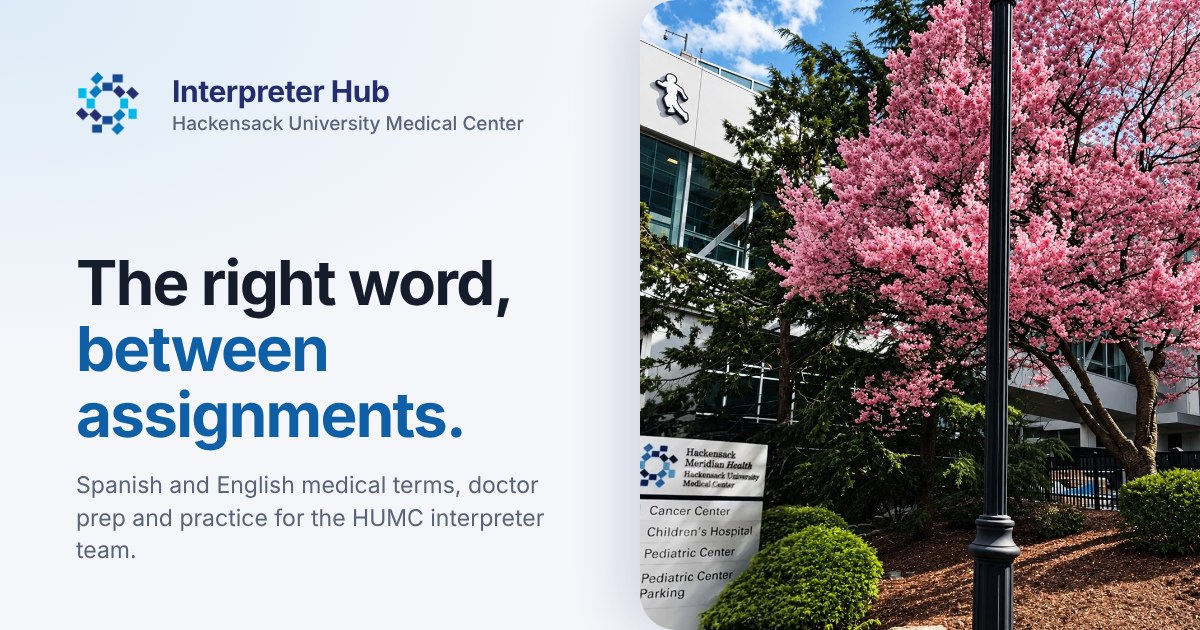 Interpreter Hub
Hackensack University Medical Center
The right word,
between
assignments.
Spanish and English medical terms, doctor
prep and practice for the HUMC interpreter
team.
Hackensack
Meridian Health
Hackensack University
Medical Center
Cancer Center
Children's Hospital
Pediatric Center
Pediatric Center
Parking